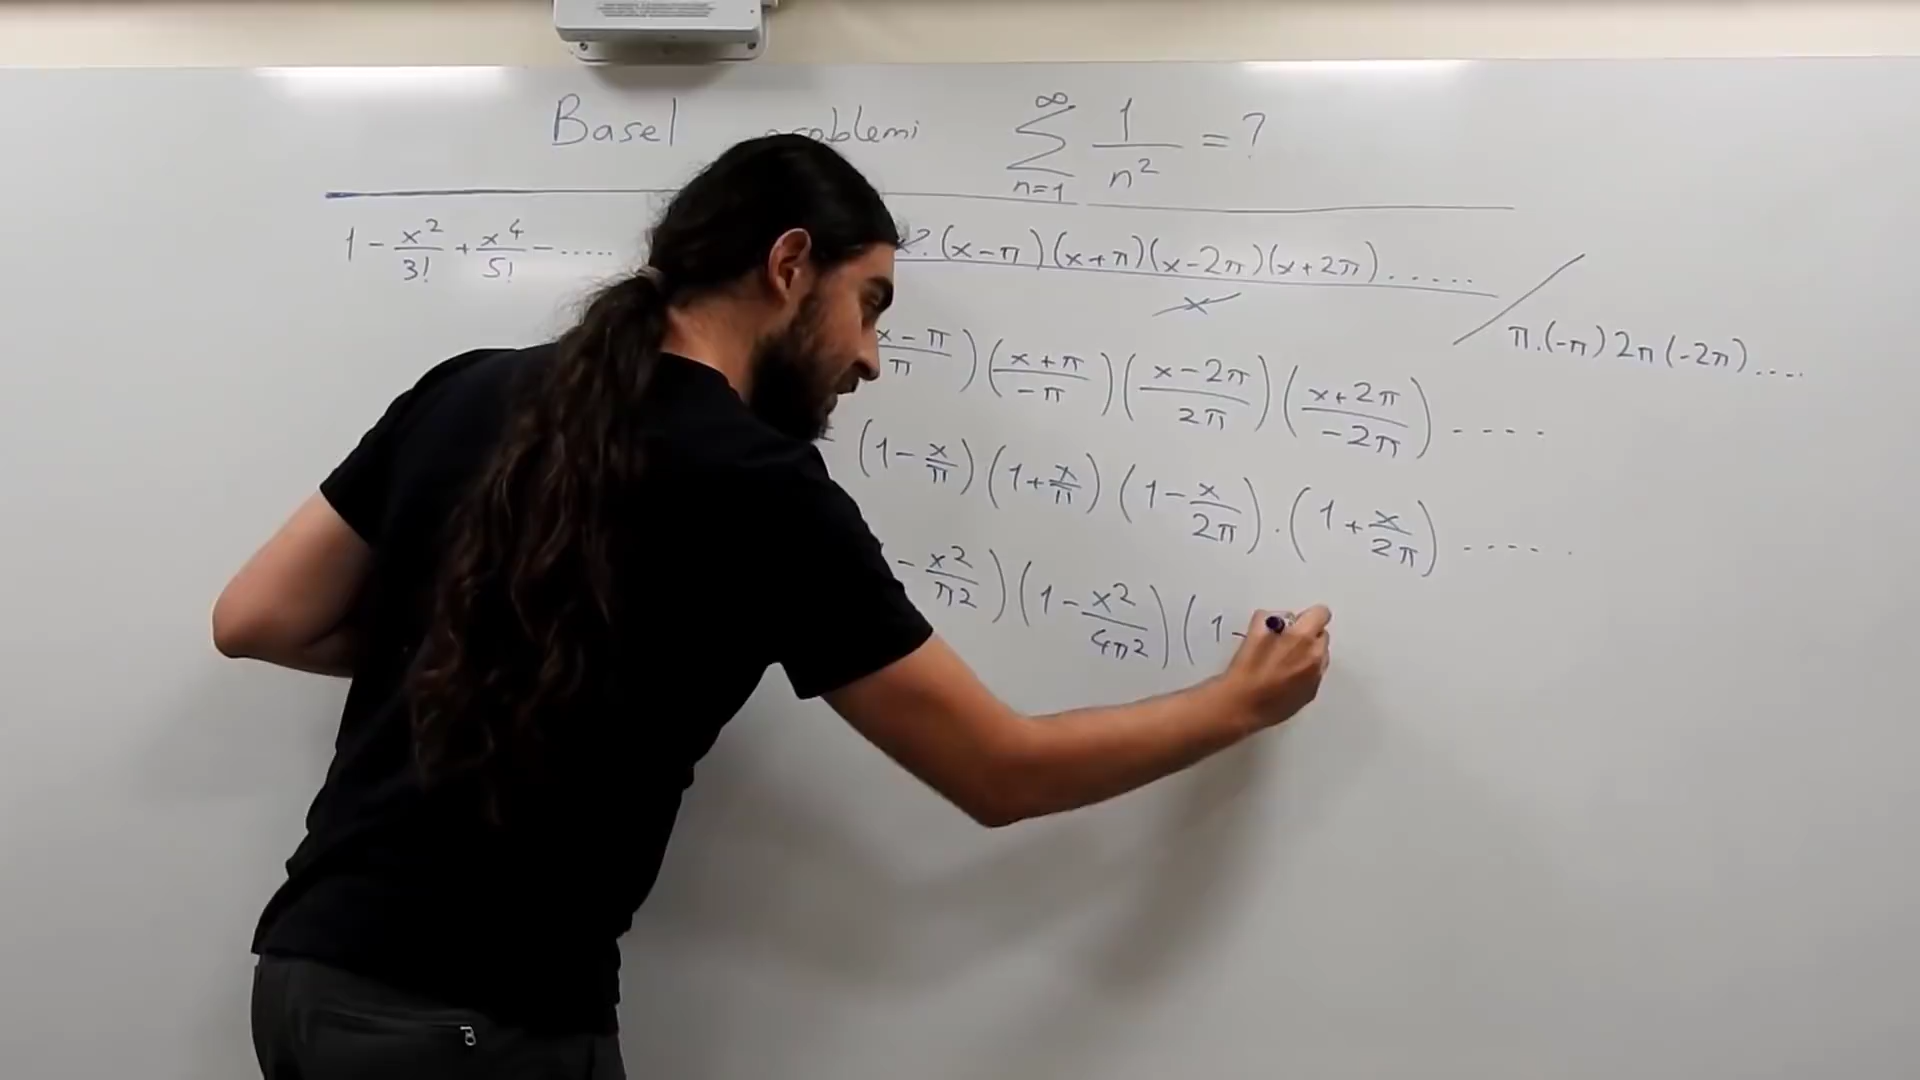 Basel problemi ∑_{n=1}^{∞} 1/n² = ?
1 - x²/3! + x⁴/5! - ..... x.(x-π)(x+π)(x-2π)(x+2π)...... / x
π.(-π)2π(-2π)....
(x-π/π)(x+π/-π)(x-2π/2π)(x+2π/-2π)....
(1-x/π)(1+x/π)(1-x/2π).(1+x/2π).....
-x²/π²)(1-x²/4π²)(1-